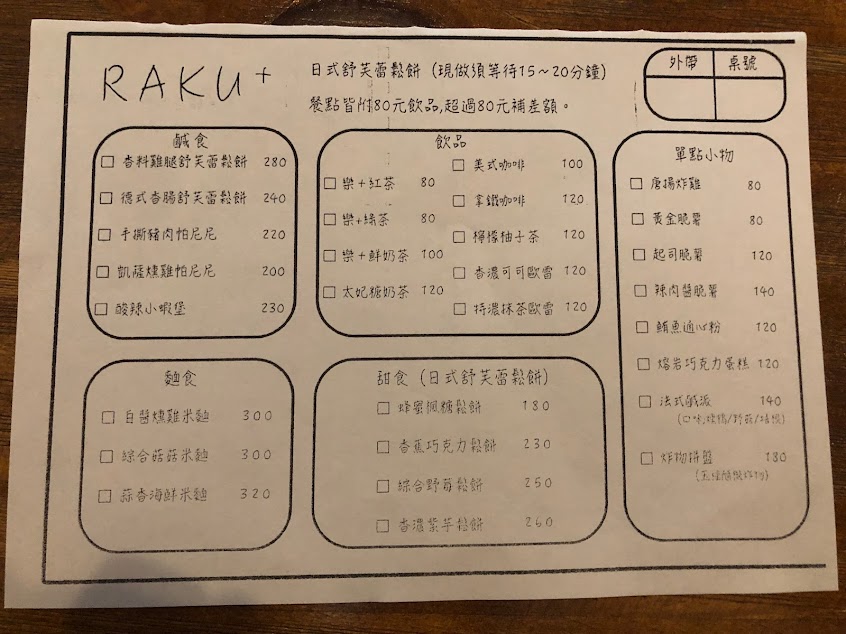 RAKU+
日式舒芙蕾鬆餅（現做須等待15～20分鐘）
餐點皆附80元飲品,超過80元補差額。
外帶 桌號
鹹食
香料雞腿舒芙蕾鬆餅 280
德式香腸舒芙蕾鬆餅 240
手撕豬肉帕尼尼 220
凱薩燻雞帕尼尼 200
酸辣小蝦堡 230
飲品
樂+紅茶 80
樂+綠茶 80
樂+鮮奶茶 100
太妃糖奶茶 120
美式咖啡 100
拿鐵咖啡 120
檸檬柚子茶 120
香濃可可歐蕾 120
特濃抹茶歐蕾 120
單點小物
唐揚炸雞 80
黃金脆薯 80
起司脆薯 120
辣肉醬脆薯 140
鮪魚通心粉 120
熔岩巧克力蛋糕 120
法式鹹派 140
炸物拼盤 180
麵食
白醬燻雞米麵 300
綜合菇菇米麵 300
蒜香海鮮米麵 320
甜食（日式舒芙蕾鬆餅）
蜂蜜楓糖鬆餅 180
香蕉巧克力鬆餅 230
綜合野莓鬆餅 250
香濃紫芋鬆餅 260